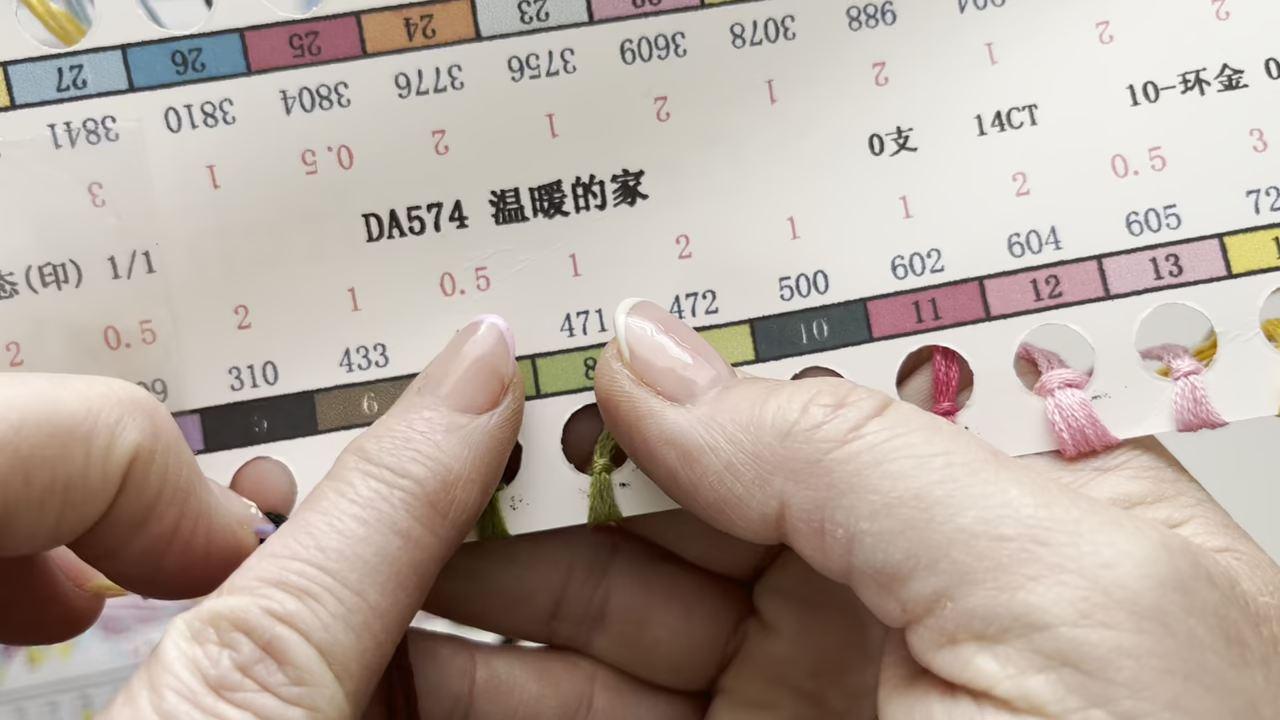 27 26 25 24 23
3841 3810 3804 3776 3756 3609 3078 988
3 1 0.5 2 1 2 1 2 1 2 2
0支 14CT 10-环金 0
DA574 温暖的家
态(印) 1/1
2 0.5 2 1 0.5 1 2 1 1 2 0.5 3
310 433 471 472 500 602 604 605 72
5 6 8 10 11 12 13